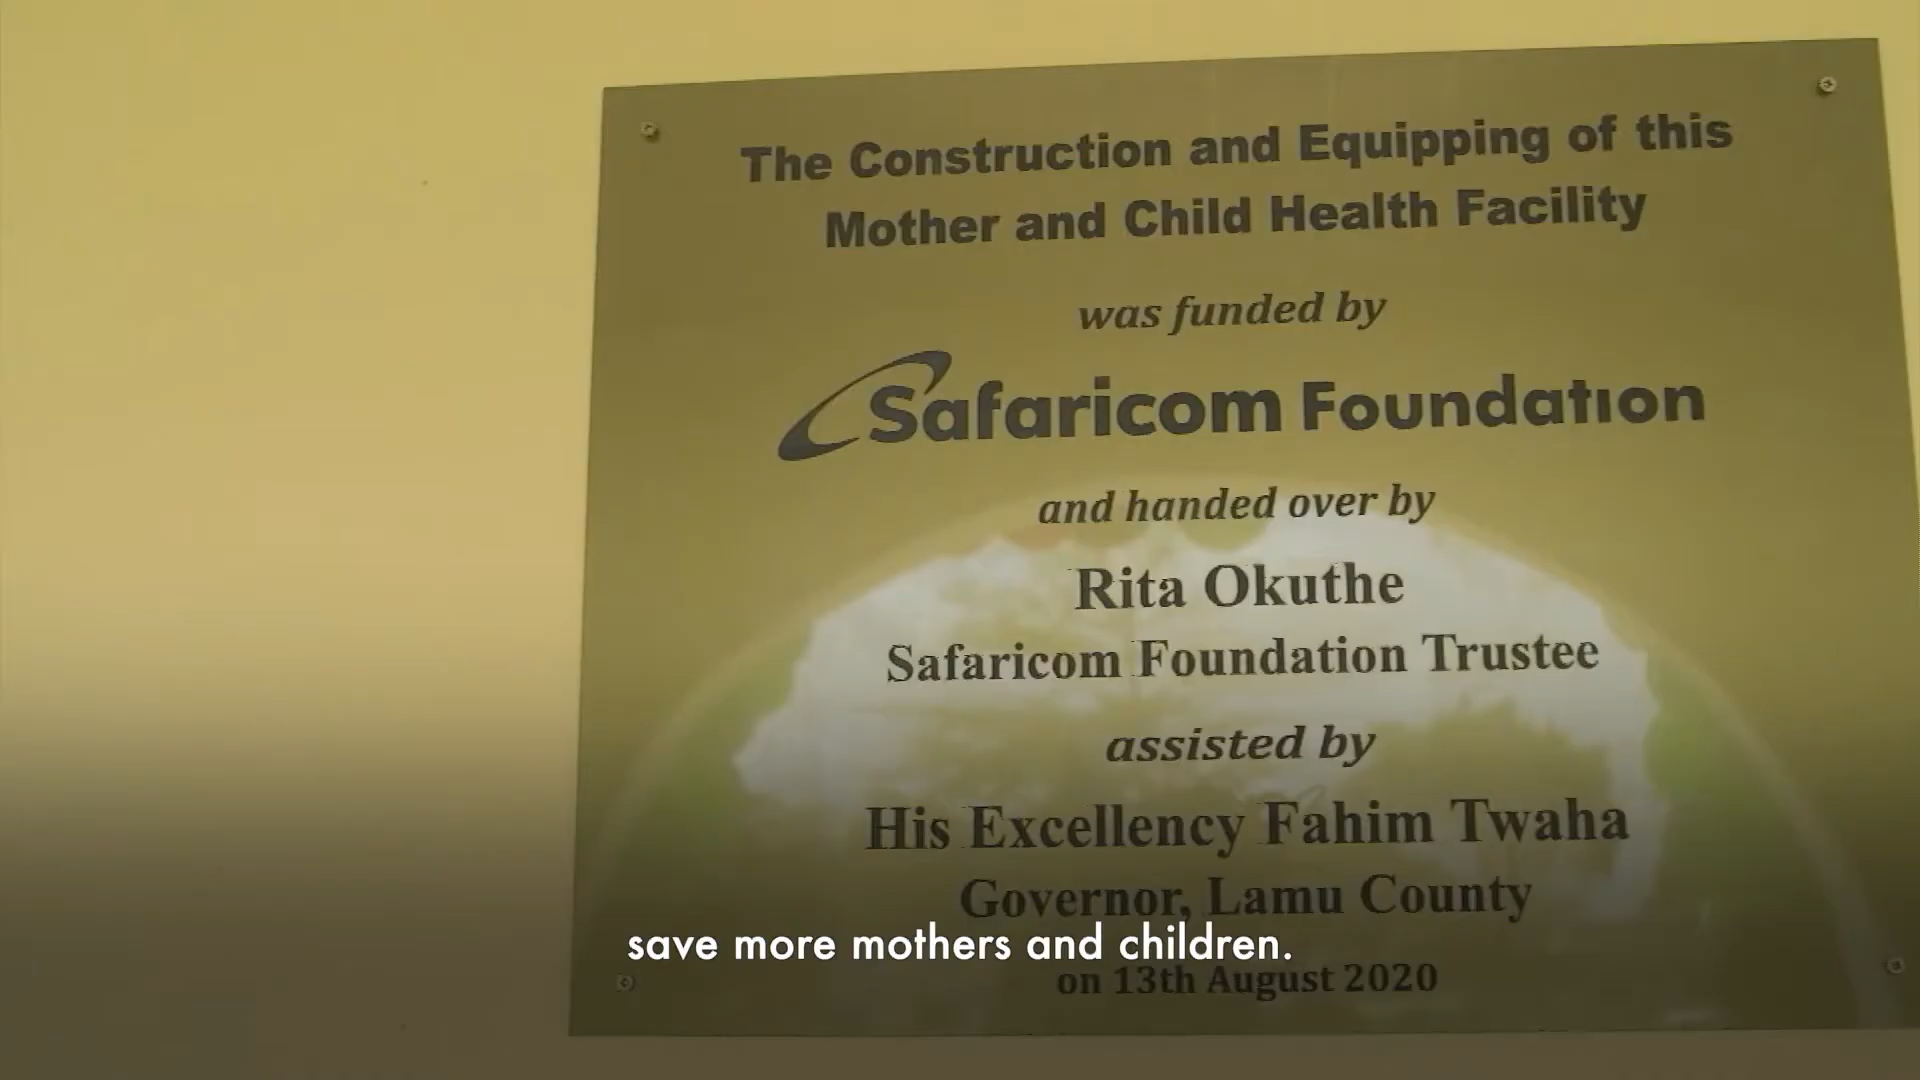 The Construction and Equipping of this
Mother and Child Health Facility
was funded by
Safaricom Foundation
and handed over by
Rita Okuthe
Safaricom Foundation Trustee
assisted by
His Excellency Fahim Twaha
Governor, Lamu County
save more mothers and children.
on 13th August 2020